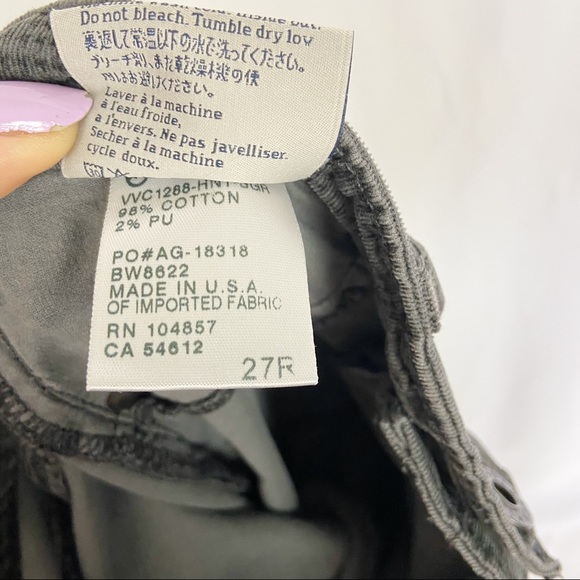 Do not bleach. Tumble dry low
裏返して常温以下の水で洗ってください。
ブリーチ剤、また乾燥機の使
用はお避けください。
Laver à la machine
à l'eau froide,
à l'envers. Ne pas javelliser.
Sécher à la machine
cycle doux.
98% COTTON
2% PU
PO#AG-18318
BW8622
MADE IN U.S.A.
OF IMPORTED FABRIC
RN 104857
CA 54612
27R